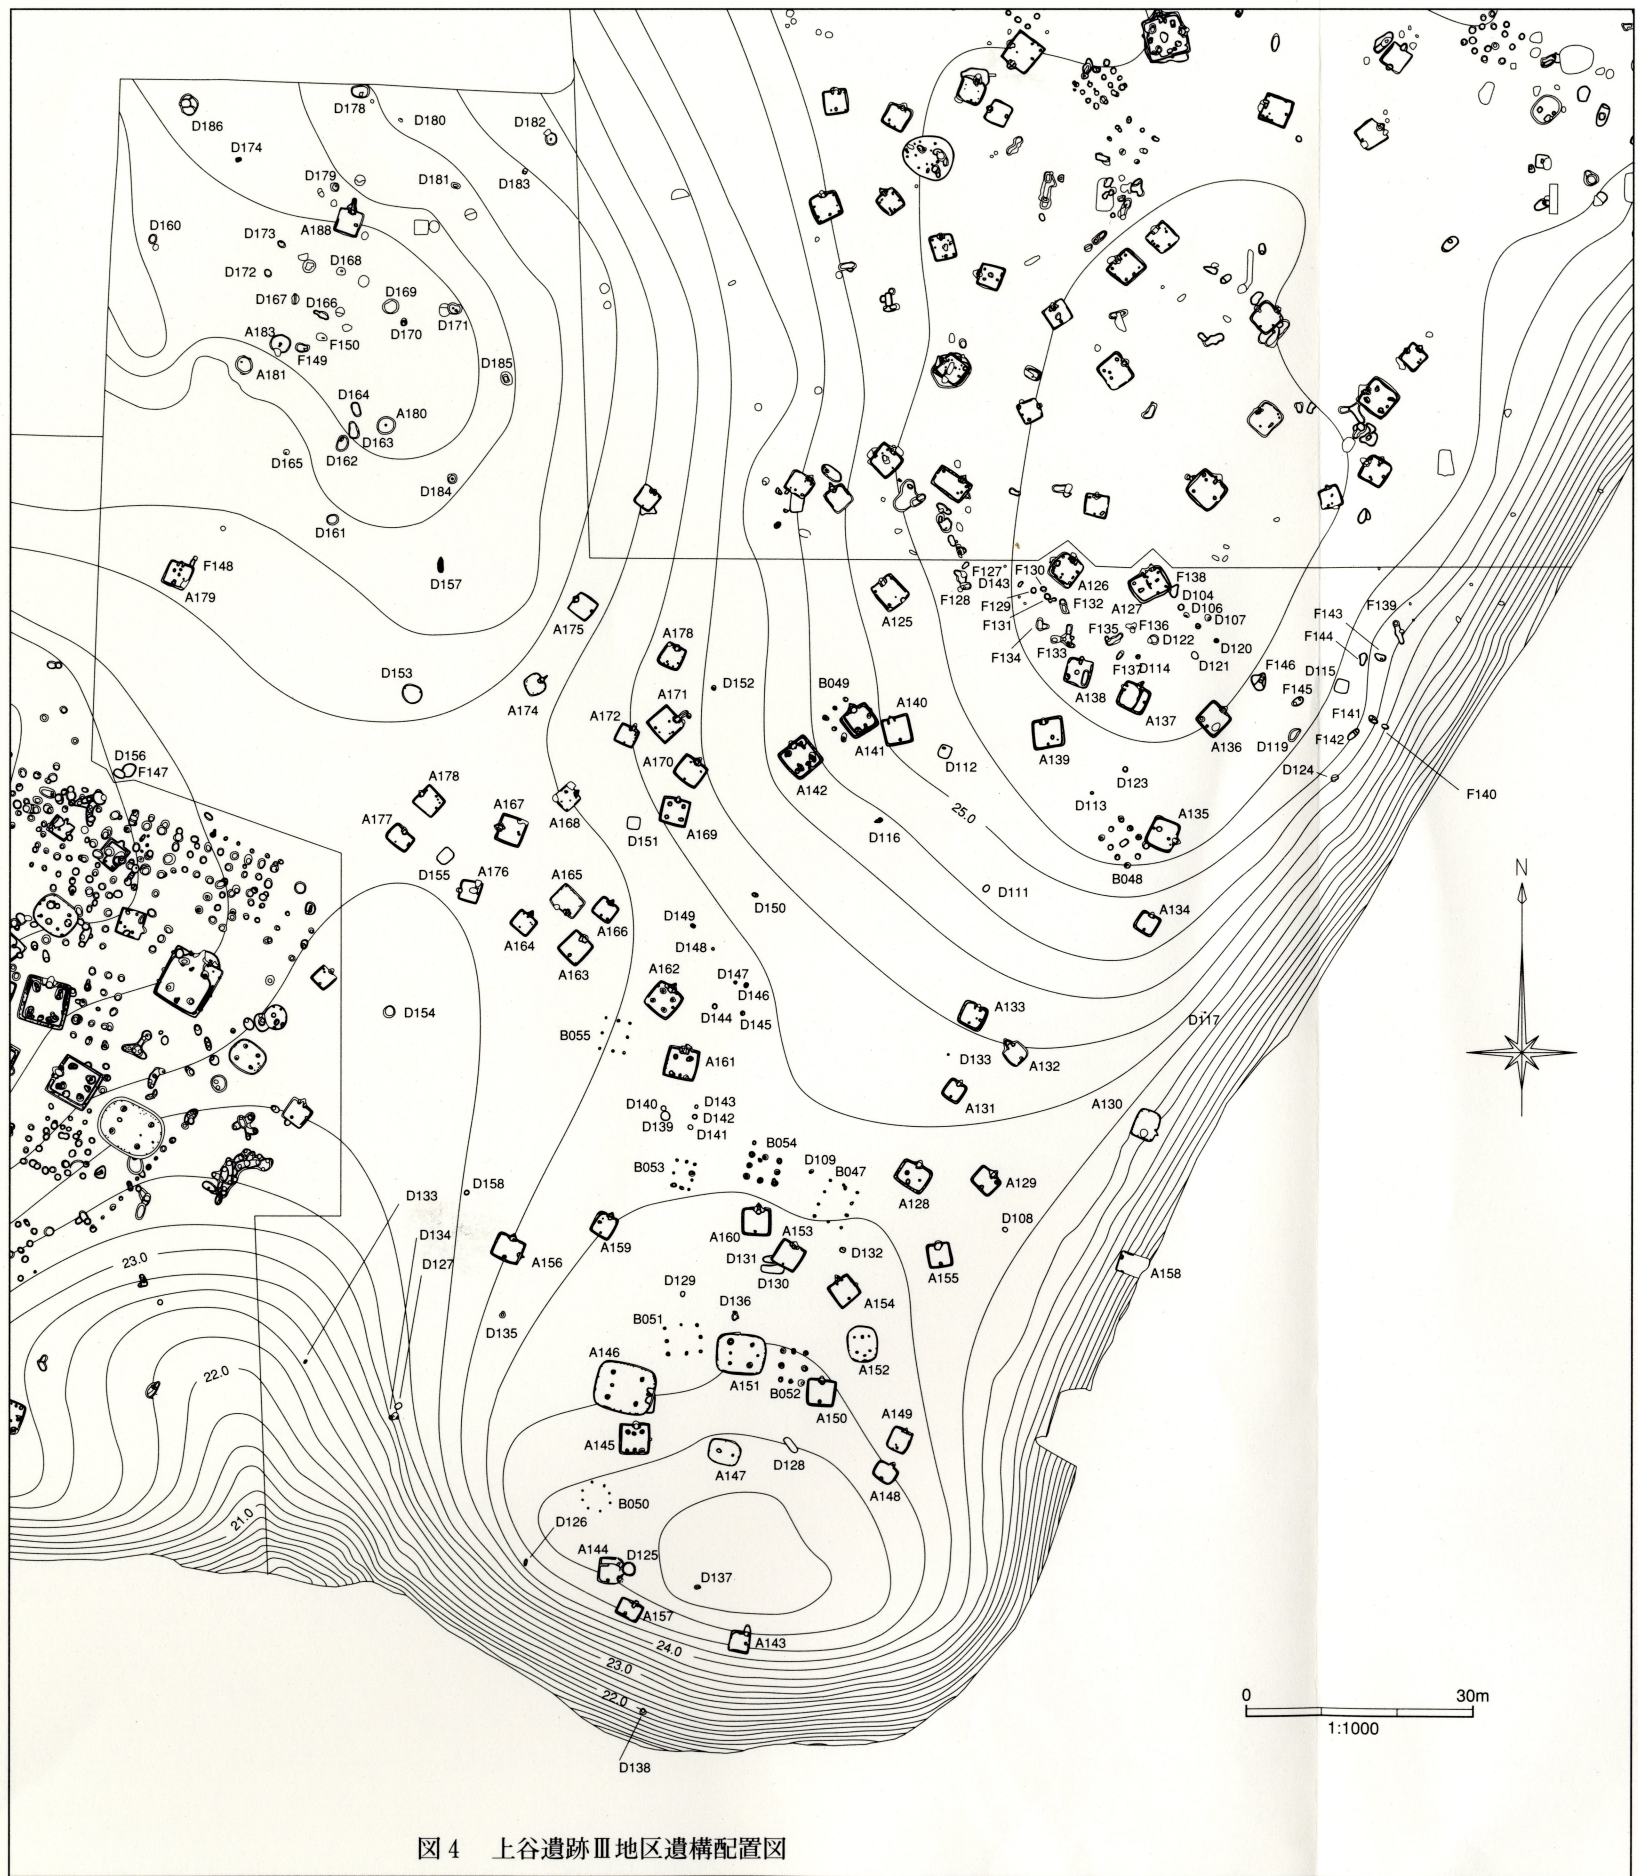 D178
D180
D182
D186
D174
D179
D181
D183
A188
D160
D173
D168
D172
D167
D166
D169
D170
D171
A183
F150
F149
A181
D185
D164
A180
D163
D162
D165
D184
D161
F148
D157
A179
A175
A178
D153
D152
A174
A172
A171
A170
D156
F147
A178
A177
A167
A168
D151
A169
D155
A176
A165
A164
A166
A163
D150
D149
D148
D147
D146
A162
D144
D145
D154
B055
A161
D140
D143
D142
D139
D141
B054
B053
D109
B047
F127
F130
D143
A126
F138
D104
A125
F128
F129
F132
A127
D106
D107
F131
F135
F136
D122
D120
F134
F133
F137
D114
D121
A138
A137
F143
F139
F144
D115
F146
F145
F141
B049
A140
A141
A142
D112
A139
A136
D119
F142
D124
F140
D123
D113
A135
25.0
D116
B048
D111
A134
N
A133
D117
D133
A132
A131
A130
A128
A129
D108
D133
D158
D134
D127
A156
A159
A160
A153
D131
D130
D132
A155
A158
23.0
D129
A154
D135
D136
B051
A146
A151
A152
B052
A150
22.0
A149
A145
A147
D128
A148
B050
D126
21.0
A144
D125
D137
A157
A143
24.0
23.0
22.0
D138
0 30m
1:1000
図4 上谷遺跡Ⅲ地区遺構配置図